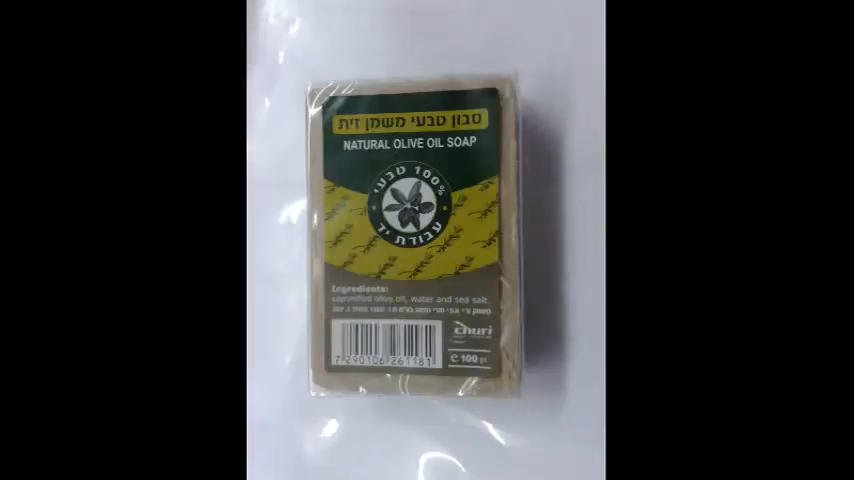 סבון טבעי משמן זית
NATURAL OLIVE OIL SOAP
100% טבעי
עבודת יד
Ingredients:
saponified olive oil, water and sea salt.
churi
7 290106 261181
e 100 gr